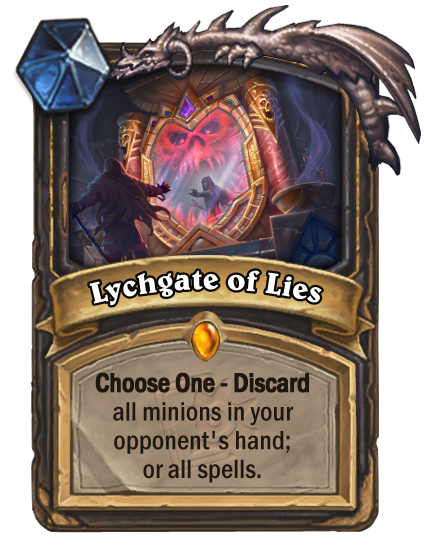 Lychgate of Lies
Choose One - Discard
all minions in your
opponent's hand;
or all spells.